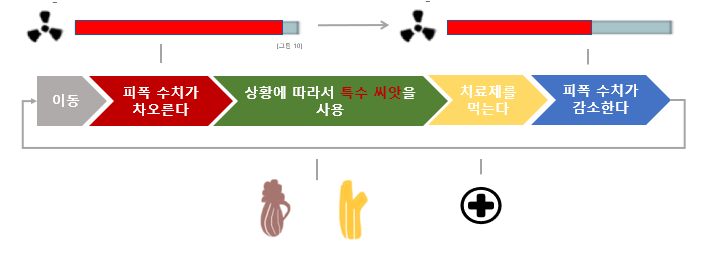 [그림 10]
이동
피폭 수치가
차오른다
상황에 따라서 특수 씨앗을
사용
치료제를
먹는다
피폭 수치가
감소한다